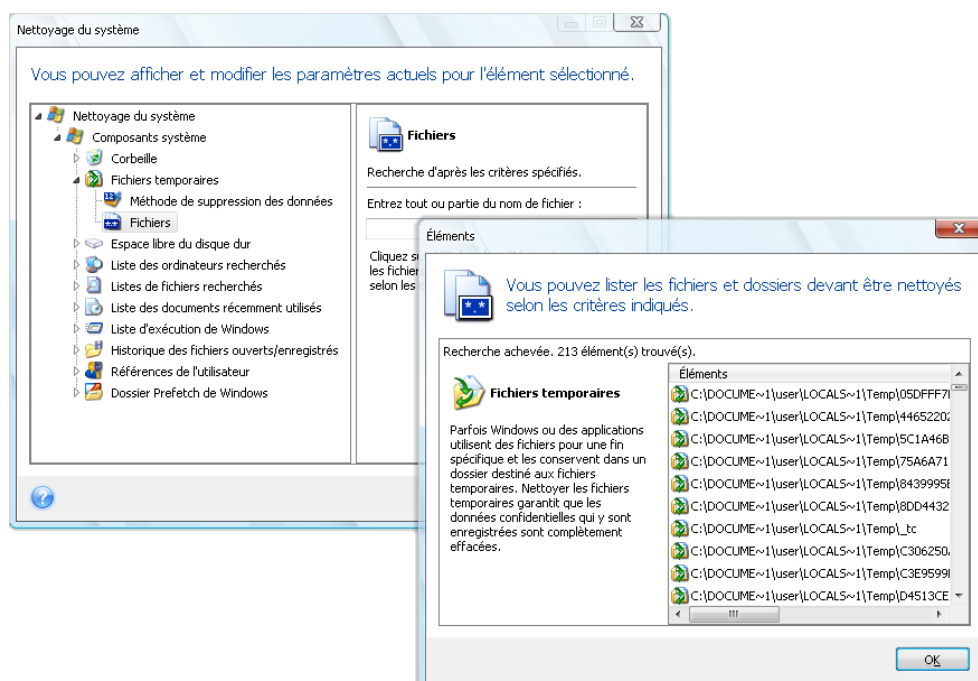 Nettoyage du système
Vous pouvez afficher et modifier les paramètres actuels pour l'élément sélectionné.
Nettoyage du système
Composants système
Corbeille
Fichiers temporaires
Méthode de suppression des données
Fichiers
Espace libre du disque dur
Liste des ordinateurs recherchés
Listes de fichiers recherchés
Liste des documents récemment utilisés
Liste d'exécution de Windows
Historique des fichiers ouverts/enregistrés
Références de l'utilisateur
Dossier Prefetch de Windows
Fichiers
Recherche d'après les critères spécifiés.
Entrez tout ou partie du nom de fichier :
Cliquez
les
selon les
Éléments
Vous pouvez lister les fichiers et dossiers devant être nettoyés
selon les critères indiqués.
Recherche achevée. 213 élément(s) trouvé(s).
Fichiers temporaires
Parfois Windows ou des applications
utilisent des fichiers pour une fin
spécifique et les conservent dans un
dossier destiné aux fichiers
temporaires. Nettoyer les fichiers
temporaires garantit que les
données confidentielles qui y sont
enregistrées sont complètement
effacées.
Éléments
C:\DOCUME~1\user\LOCALS~1\Temp\05DFFF7
C:\DOCUME~1\user\LOCALS~1\Temp\4465220
C:\DOCUME~1\user\LOCALS~1\Temp\5C1A46B
C:\DOCUME~1\user\LOCALS~1\Temp\75A6A71
C:\DOCUME~1\user\LOCALS~1\Temp\8439995
C:\DOCUME~1\user\LOCALS~1\Temp\8DD4432
C:\DOCUME~1\user\LOCALS~1\Temp\_tc
C:\DOCUME~1\user\LOCALS~1\Temp\C306250
C:\DOCUME~1\user\LOCALS~1\Temp\C3E9599
C:\DOCUME~1\user\LOCALS~1\Temp\D4513CE
OK